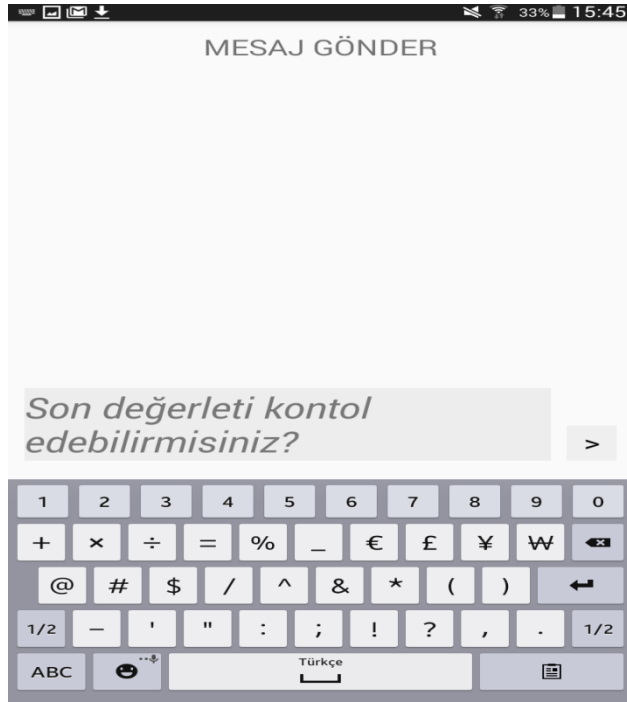 33% 15:45
MESAJ GÖNDER
Son değerleti kontol
edebilirmisiniz?
>
1 2 3 4 5 6 7 8 9 0
+ × ÷ = % _ € £ ¥ ₩
@ # $ / ^ & * ( )
1/2 – ' " : ; ! ? , . 1/2
ABC Türkçe